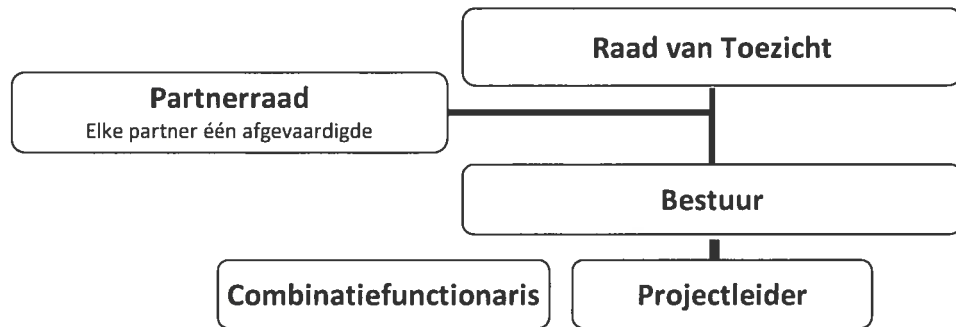 Raad van Toezicht
Partnerraad
Elke partner één afgevaardigde
Bestuur
Combinatiefunctionaris
Projectleider